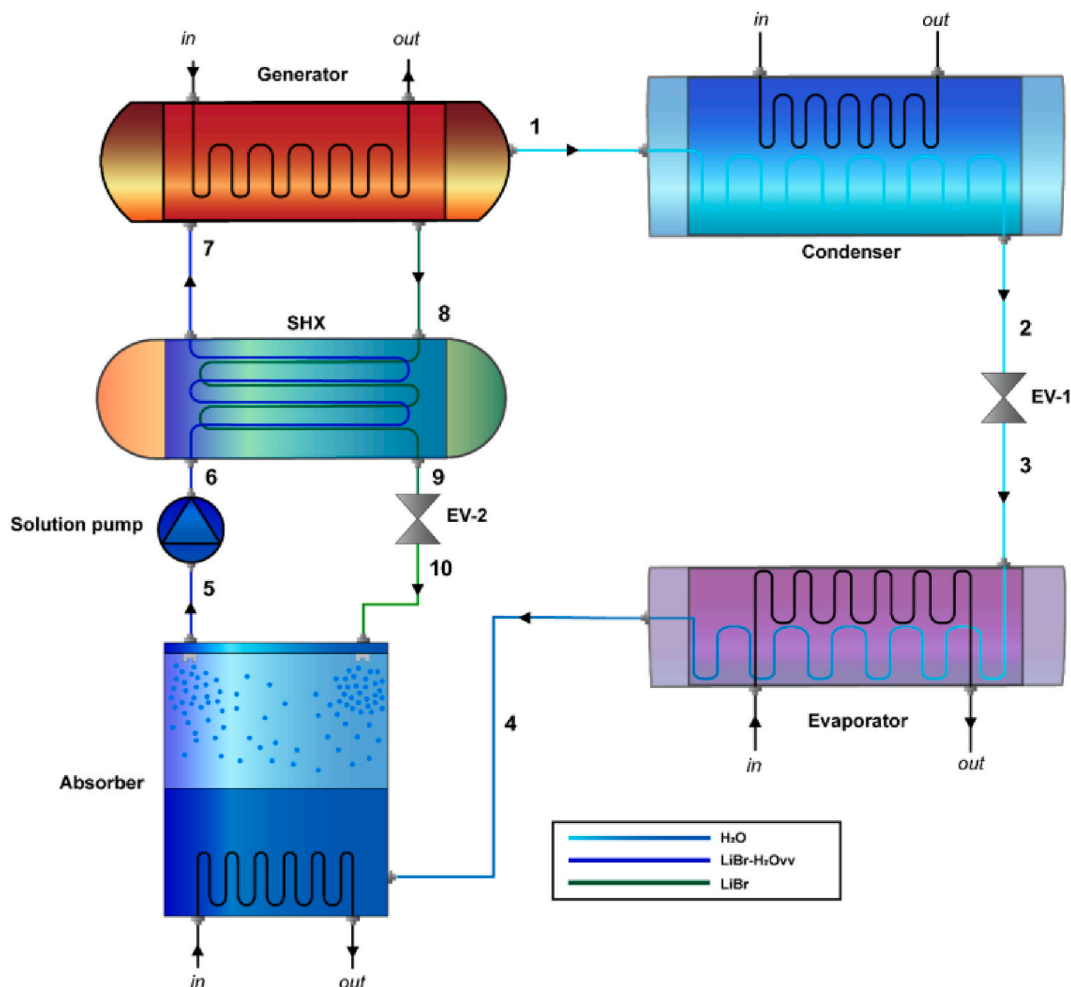 in
out
Generator
in
out
1
Condenser
7
8
2
SHX
EV-1
3
6
9
Solution pump
EV-2
10
5
4
Evaporator
in
out
Absorber
H₂O
LiBr-H₂Ovv
LiBr
in
out